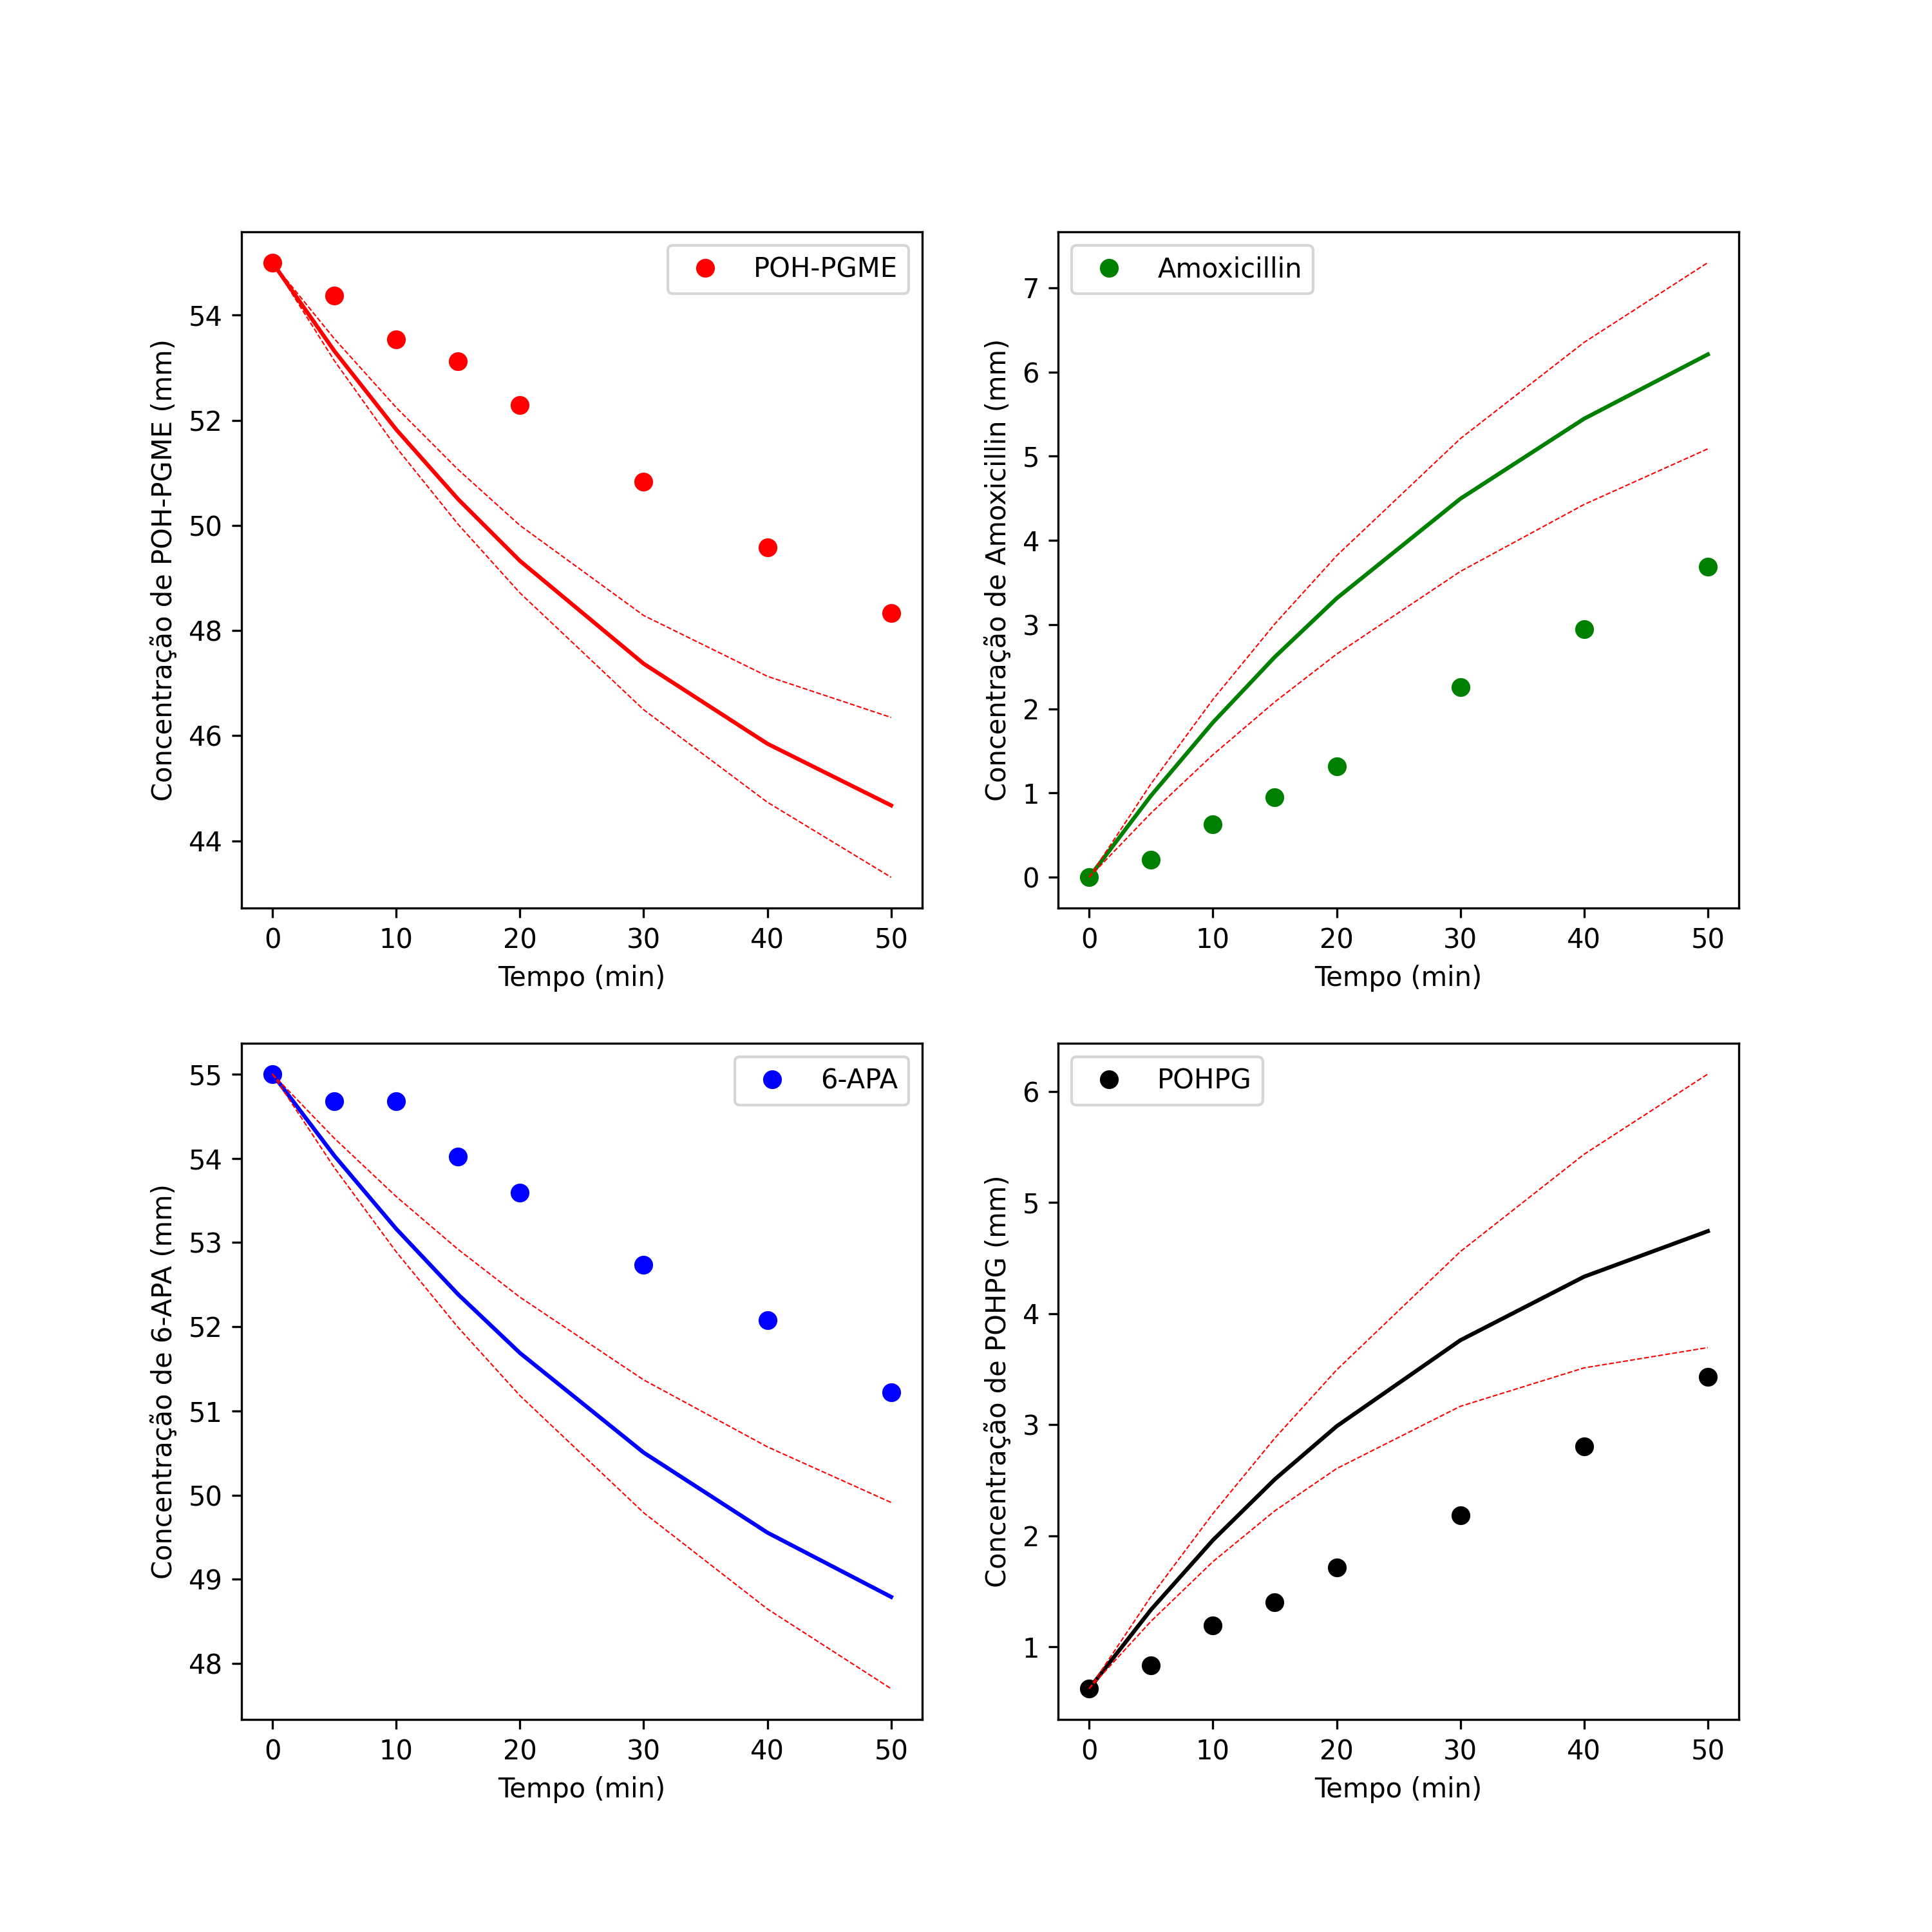 POH-PGME
Concentração de POH-PGME (mm)
54
52
50
48
46
44
0 10 20 30 40 50
Tempo (min)
Amoxicillin
Concentração de Amoxicillin (mm)
7
6
5
4
3
2
1
0
0 10 20 30 40 50
Tempo (min)
6-APA
Concentração de 6-APA (mm)
55
54
53
52
51
50
49
48
0 10 20 30 40 50
Tempo (min)
POHPG
Concentração de POHPG (mm)
6
5
4
3
2
1
0 10 20 30 40 50
Tempo (min)